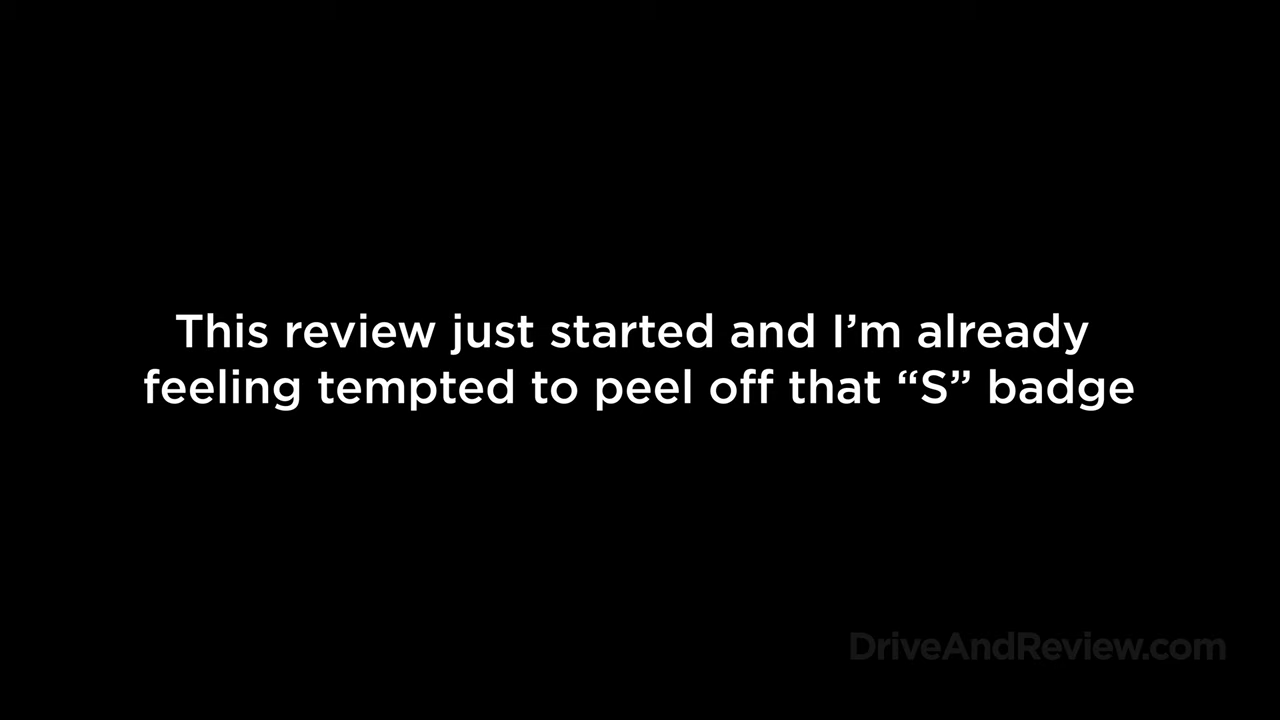 This review just started and I’m already
feeling tempted to peel off that “S” badge
DriveAndReview.com